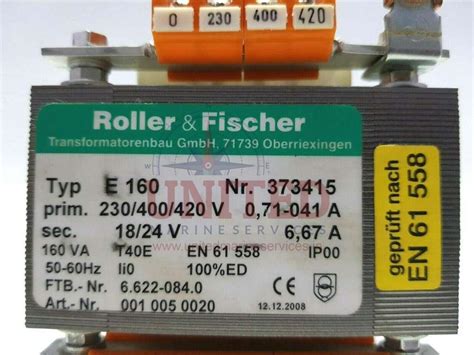 0 230 400 420
Roller & Fischer
Transformatorenbau GmbH, 71739 Oberriexingen
Typ E 160 Nr. 373415
prim. 230/400/420 V 0,71-041 A
sec. 18/24 V 6,67 A
160 VA T40E EN 61 558 IP00
50-60Hz Ii0 100%ED
FTB.- Nr. 6.622-084.0
Art.- Nr. 001 005 0020 12.12.2008
geprüft nach
EN 61 558
UNITED
MARINE SERVICES